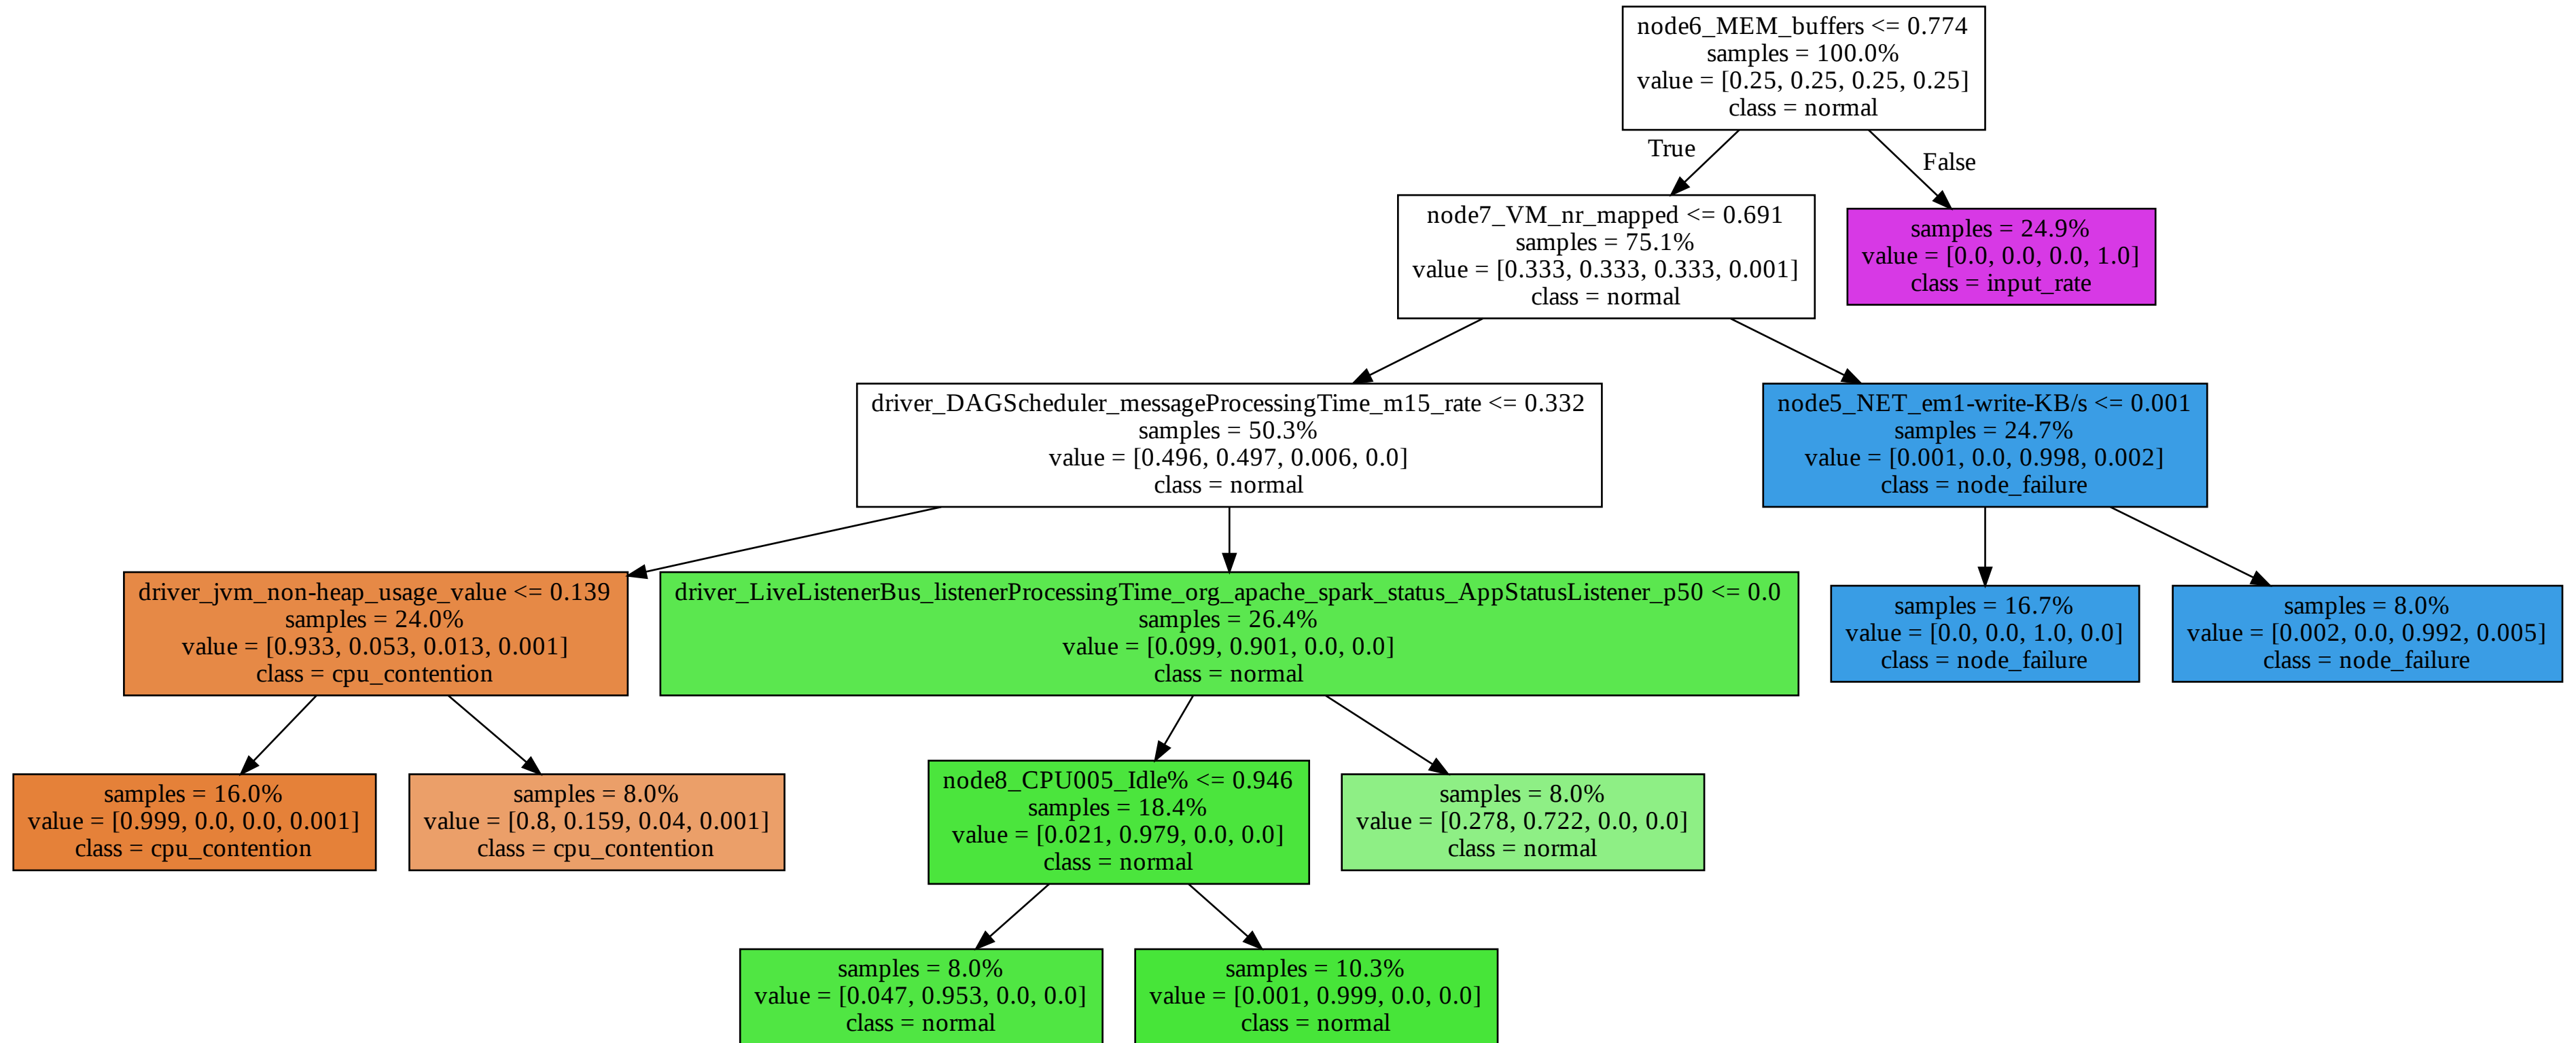 node6_MEM_buffers <= 0.774
samples = 100.0%
value = [0.25, 0.25, 0.25, 0.25]
class = normal
True
False
node7_VM_nr_mapped <= 0.691
samples = 75.1%
value = [0.333, 0.333, 0.333, 0.001]
class = normal
samples = 24.9%
value = [0.0, 0.0, 0.0, 1.0]
class = input_rate
driver_DAGScheduler_messageProcessingTime_m15_rate <= 0.332
samples = 50.3%
value = [0.496, 0.497, 0.006, 0.0]
class = normal
node5_NET_em1-write-KB/s <= 0.001
samples = 24.7%
value = [0.001, 0.0, 0.998, 0.002]
class = node_failure
driver_jvm_non-heap_usage_value <= 0.139
samples = 24.0%
value = [0.933, 0.053, 0.013, 0.001]
class = cpu_contention
driver_LiveListenerBus_listenerProcessingTime_org_apache_spark_status_AppStatusListener_p50 <= 0.0
samples = 26.4%
value = [0.099, 0.901, 0.0, 0.0]
class = normal
samples = 16.7%
value = [0.0, 0.0, 1.0, 0.0]
class = node_failure
samples = 8.0%
value = [0.002, 0.0, 0.992, 0.005]
class = node_failure
samples = 16.0%
value = [0.999, 0.0, 0.0, 0.001]
class = cpu_contention
samples = 8.0%
value = [0.8, 0.159, 0.04, 0.001]
class = cpu_contention
node8_CPU005_Idle% <= 0.946
samples = 18.4%
value = [0.021, 0.979, 0.0, 0.0]
class = normal
samples = 8.0%
value = [0.278, 0.722, 0.0, 0.0]
class = normal
samples = 8.0%
value = [0.047, 0.953, 0.0, 0.0]
class = normal
samples = 10.3%
value = [0.001, 0.999, 0.0, 0.0]
class = normal